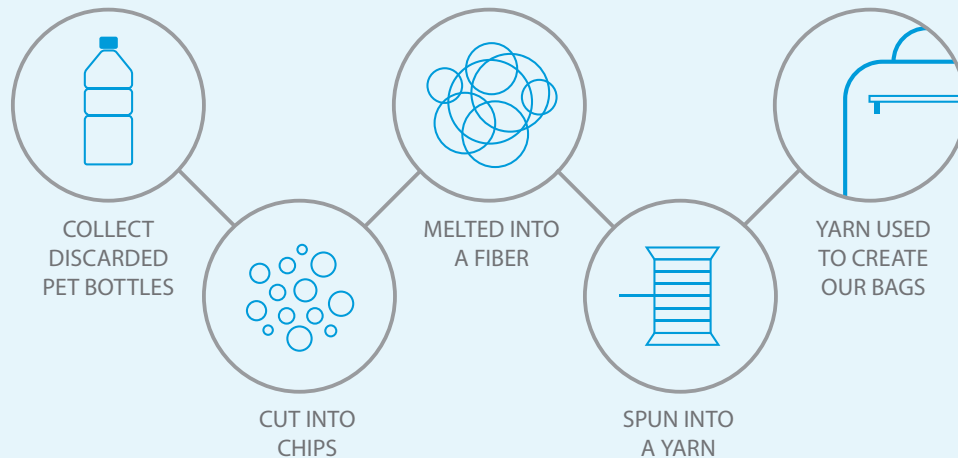 COLLECT
DISCARDED
PET BOTTLES
CUT INTO
CHIPS
MELTED INTO
A FIBER
SPUN INTO
A YARN
YARN USED
TO CREATE
OUR BAGS